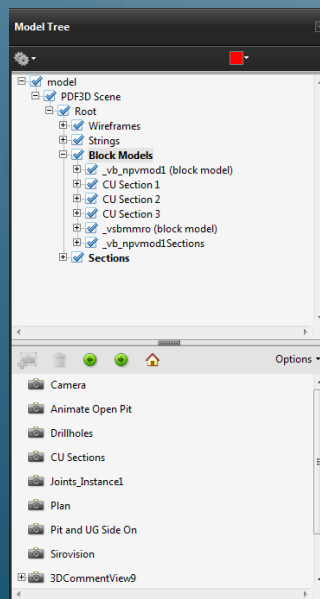 Model Tree
model
PDF3D Scene
Root
Wireframes
Strings
Block Models
_vb_npvmod1 (block model)
CU Section 1
CU Section 2
CU Section 3
_vsbmmro (block model)
_vb_npvmod1Sections
Sections
Options
Camera
Animate Open Pit
Drillholes
CU Sections
Joints_Instance1
Plan
Pit and UG Side On
Sirovision
3DCommentView9